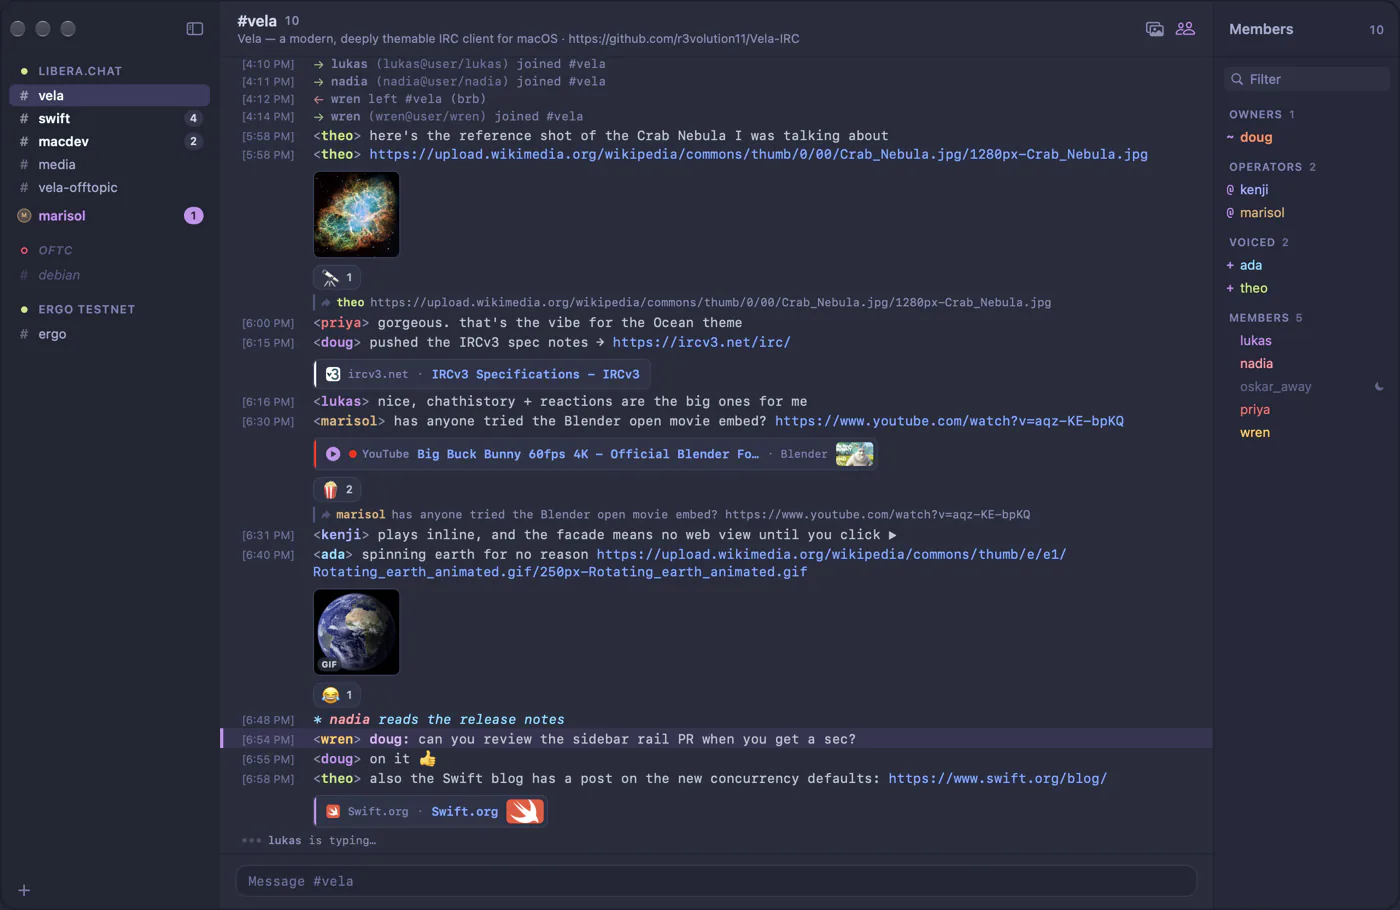 LIBERA.CHAT
# vela
# swift 4
# macdev 2
# media
# vela-offtopic
M marisol 1
OFTC
# debian
ERGO TESTNET
# ergo
#vela 10
Vela — a modern, deeply themable IRC client for macOS · https://github.com/r3volution11/Vela-IRC
[4:10 PM] → lukas (lukas@user/lukas) joined #vela
[4:11 PM] → nadia (nadia@user/nadia) joined #vela
[4:12 PM] ← wren left #vela (brb)
[4:14 PM] → wren (wren@user/wren) joined #vela
[5:58 PM] <theo> here's the reference shot of the Crab Nebula I was talking about
[5:58 PM] <theo> https://upload.wikimedia.org/wikipedia/commons/thumb/0/00/Crab_Nebula.jpg/1280px-Crab_Nebula.jpg
🔭 1
theo https://upload.wikimedia.org/wikipedia/commons/thumb/0/00/Crab_Nebula.jpg/1280px-Crab_Nebula.jpg
[6:00 PM] <priya> gorgeous. that's the vibe for the Ocean theme
[6:15 PM] <doug> pushed the IRCv3 spec notes → https://ircv3.net/irc/
v3 ircv3.net · IRCv3 Specifications – IRCv3
[6:16 PM] <lukas> nice, chathistory + reactions are the big ones for me
[6:30 PM] <marisol> has anyone tried the Blender open movie embed? https://www.youtube.com/watch?v=aqz-KE-bpKQ
YouTube Big Buck Bunny 60fps 4K – Official Blender Fo… · Blender
🍿 2
marisol has anyone tried the Blender open movie embed? https://www.youtube.com/watch?v=aqz-KE-bpKQ
[6:31 PM] <kenji> plays inline, and the facade means no web view until you click ▶
[6:40 PM] <ada> spinning earth for no reason https://upload.wikimedia.org/wikipedia/commons/thumb/e/e1/
Rotating_earth_animated.gif/250px-Rotating_earth_animated.gif
GIF
😂 1
[6:48 PM] * nadia reads the release notes
[6:54 PM] <wren> doug: can you review the sidebar rail PR when you get a sec?
[6:55 PM] <doug> on it 👍
[6:58 PM] <theo> also the Swift blog has a post on the new concurrency defaults: https://www.swift.org/blog/
Swift.org · Swift.org
lukas is typing…
Message #vela
Members 10
Filter
OWNERS 1
~ doug
OPERATORS 2
@ kenji
@ marisol
VOICED 2
+ ada
+ theo
MEMBERS 5
lukas
nadia
oskar_away
priya
wren